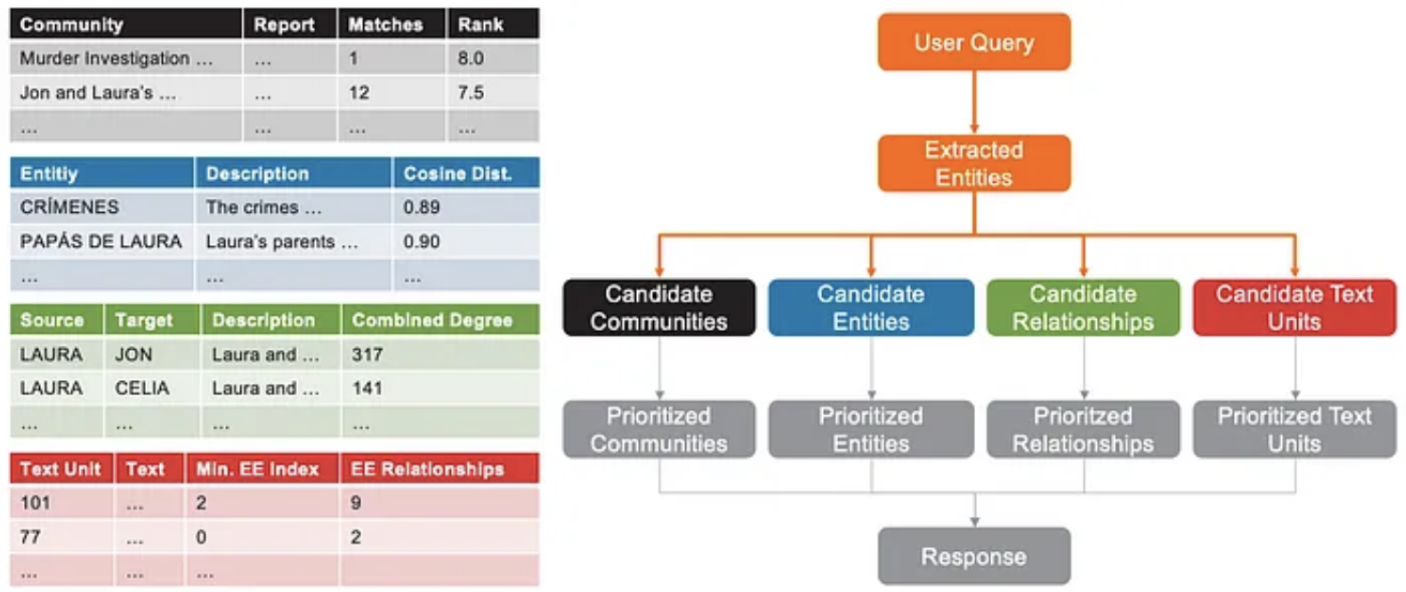 Community Report Matches Rank
Murder Investigation ... ... 1 8.0
Jon and Laura's ... ... 12 7.5
... ... ... ...
Entitiy Description Cosine Dist.
CRÍMENES The crimes ... 0.89
PAPÁS DE LAURA Laura's parents ... 0.90
... ... ...
Source Target Description Combined Degree
LAURA JON Laura and ... 317
LAURA CELIA Laura and ... 141
... ... ... ...
Text Unit Text Min. EE Index EE Relationships
101 ... 2 9
77 ... 0 2
... ... ...
User Query
Extracted
Entities
Candidate
Communities
Candidate
Entities
Candidate
Relationships
Candidate Text
Units
Prioritized
Communities
Prioritized
Entities
Prioritzed
Relationships
Prioritized Text
Units
Response